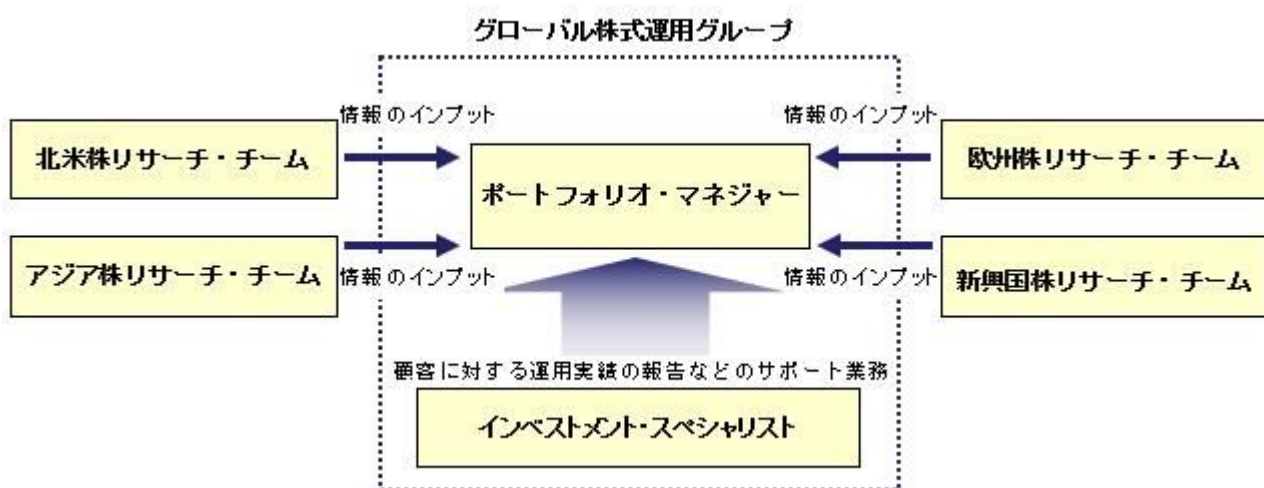 グローバル株式運用グループ
情報のインプット
情報のインプット
北米株リサーチ・チーム
欧州株リサーチ・チーム
ポートフォリオ・マネジャー
アジア株リサーチ・チーム
新興国株リサーチ・チーム
情報のインプット
情報のインプット
顧客に対する運用実績の報告などのサポート業務
インベストメント・スペシャリスト